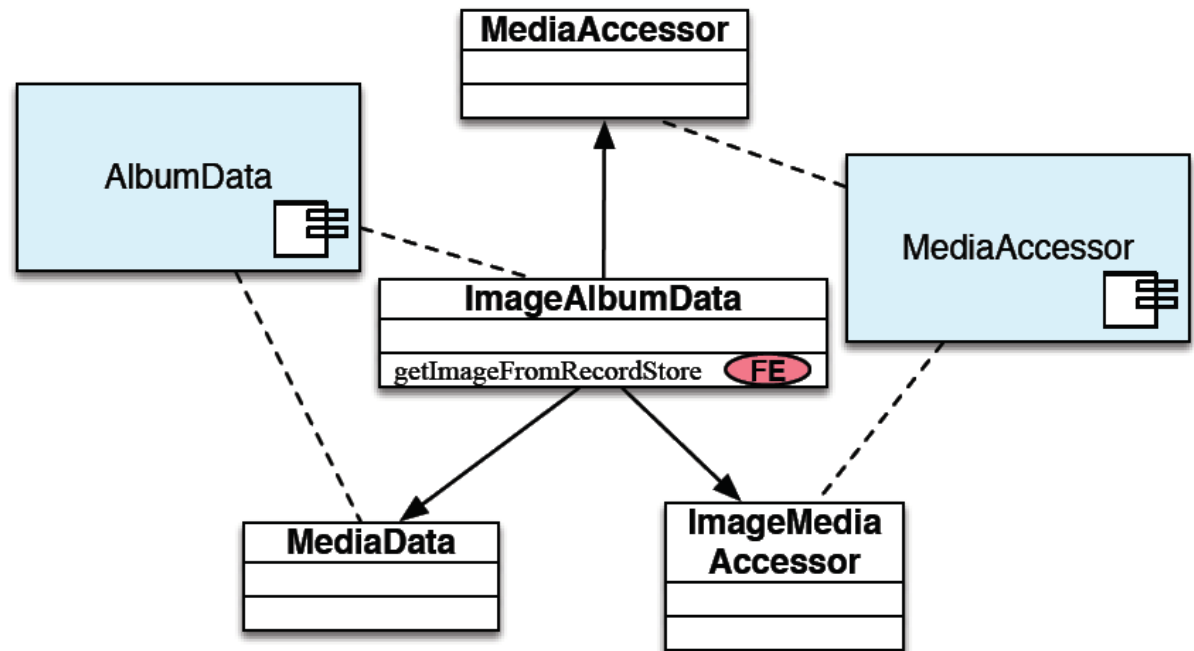 MediaAccessor
AlbumData
MediaAccessor
ImageAlbumData
getImageFromRecordStore FE
MediaData
ImageMedia
Accessor